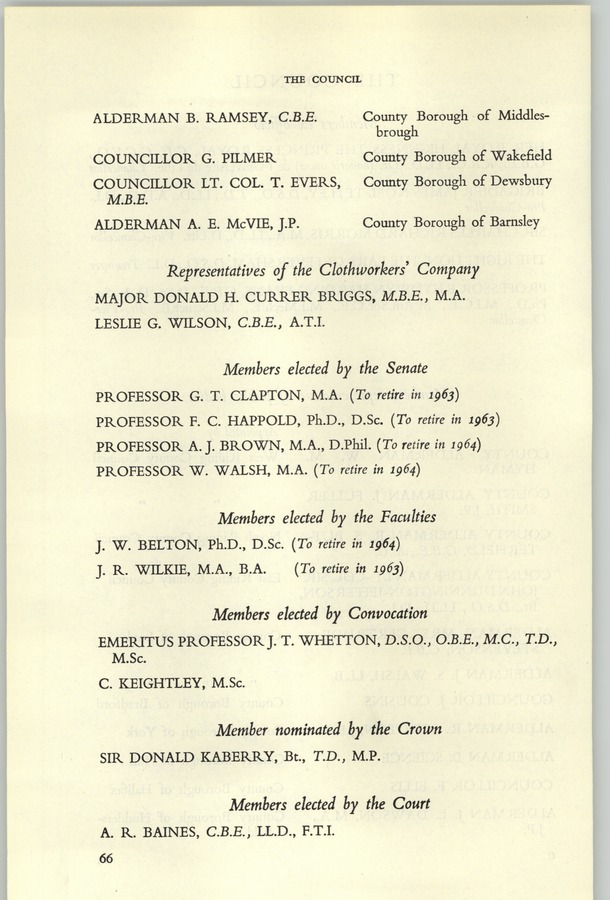 THE COUNCIL
ALDERMAN B. RAMSEY, C.B.E. County Borough of Middles-
brough
COUNCILLOR G. PILMER County Borough of Wakefield
COUNCILLOR LT. COL. T. EVERS, County Borough of Dewsbury
M.B.E.
ALDERMAN A. E. McVIE, J.P. County Borough of Barnsley
Representatives of the Clothworkers' Company
MAJOR DONALD H. CURRER BRIGGS, M.B.E., M.A.
LESLIE G. WILSON, C.B.E., A.T.I.
Members elected by the Senate
PROFESSOR G. T. CLAPTON, M.A. (To retire in 1963)
PROFESSOR F. C. HAPPOLD, Ph.D., D.Sc. (To retire in 1963)
PROFESSOR A. J. BROWN, M.A., D.Phil. (To retire in 1964)
PROFESSOR W. WALSH, M.A. (To retire in 1964)
Members elected by the Faculties
J. W. BELTON, Ph.D., D.Sc. (To retire in 1964)
J. R. WILKIE, M.A., B.A. (To retire in 1963)
Members elected by Convocation
EMERITUS PROFESSOR J. T. WHETTON, D.S.O., O.B.E., M.C., T.D.,
M.Sc.
C. KEIGHTLEY, M.Sc.
Member nominated by the Crown
SIR DONALD KABERRY, Bt., T.D., M.P.
Members elected by the Court
A. R. BAINES, C.B.E., LL.D., F.T.I.
66